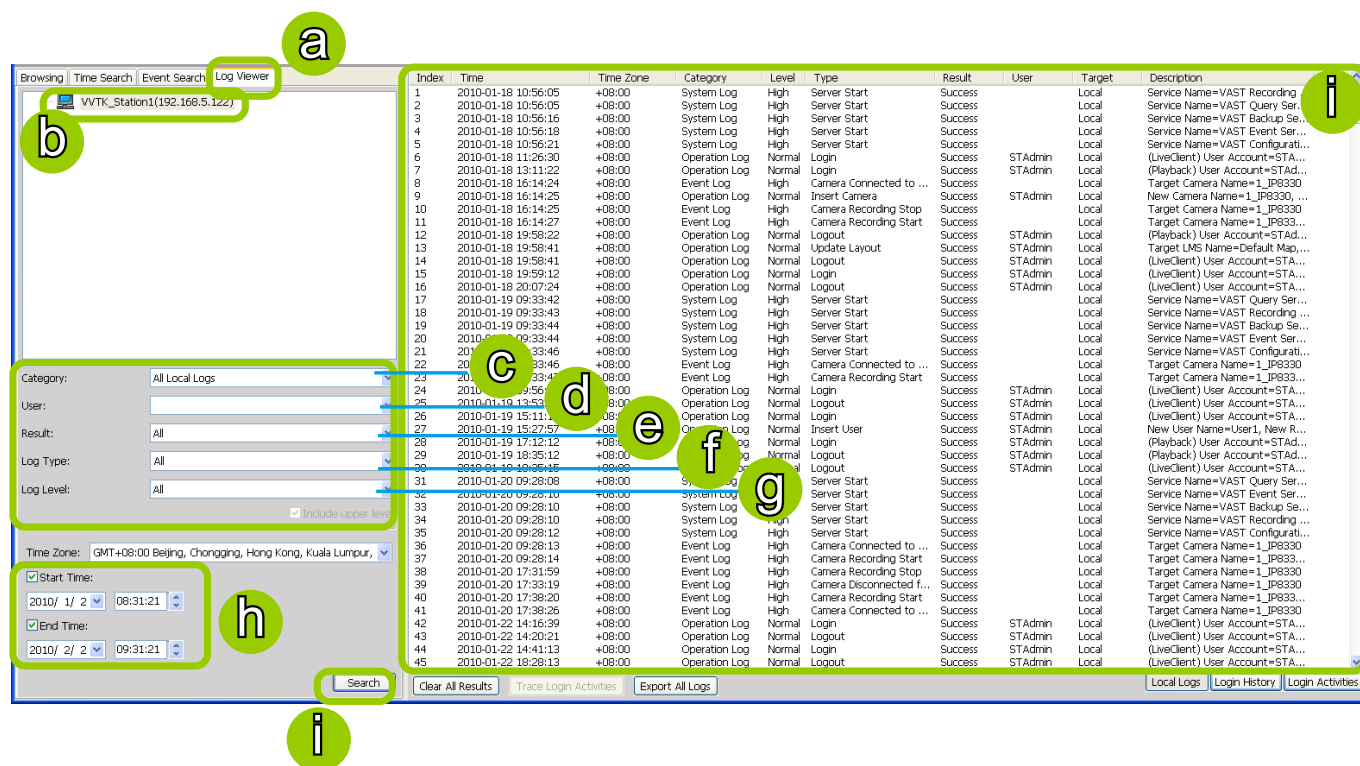 a
Browsing Time Search Event Search Log Viewer
VVTK_Station1(192.168.5.122)
b
Category: All Local Logs
c
User:
d
Result: All
e
Log Type: All
f
Log Level: All
g
Include upper level
Time Zone: GMT+08:00 Beijing, Chongging, Hong Kong, Kuala Lumpur,
Start Time:
2010/ 1/ 2 08:31:21
End Time:
2010/ 2/ 2 09:31:21
h
Search
i
Index Time Time Zone Category Level Type Result User Target Description
i
1 2010-01-18 10:56:05 +08:00 System Log High Server Start Success Local Service Name=VAST Recording
2 2010-01-18 10:56:05 +08:00 System Log High Server Start Success Local Service Name=VAST Query Ser...
3 2010-01-18 10:56:16 +08:00 System Log High Server Start Success Local Service Name=VAST Backup Se...
4 2010-01-18 10:56:18 +08:00 System Log High Server Start Success Local Service Name=VAST Event Ser...
5 2010-01-18 10:56:21 +08:00 System Log High Server Start Success Local Service Name=VAST Configurati...
6 2010-01-18 11:26:30 +08:00 Operation Log Normal Login Success STAdmin Local (LiveClient) User Account=STA...
7 2010-01-18 13:11:22 +08:00 Operation Log Normal Login Success STAdmin Local (Playback) User Account=STAd...
8 2010-01-18 16:14:24 +08:00 Event Log High Camera Connected to ... Success Local Target Camera Name=1_IP8330
9 2010-01-18 16:14:25 +08:00 Operation Log Normal Insert Camera Success STAdmin Local New Camera Name=1_IP8330, ...
10 2010-01-18 16:14:25 +08:00 Event Log High Camera Recording Stop Success Local Target Camera Name=1_IP8330
11 2010-01-18 16:14:27 +08:00 Event Log High Camera Recording Start Success Local Target Camera Name=1_IP833...
12 2010-01-18 19:58:22 +08:00 Operation Log Normal Logout Success STAdmin Local (Playback) User Account=STAd...
13 2010-01-18 19:58:41 +08:00 Operation Log Normal Update Layout Success STAdmin Local Target LMS Name=Default Map,...
14 2010-01-18 19:58:41 +08:00 Operation Log Normal Logout Success STAdmin Local (LiveClient) User Account=STA...
15 2010-01-18 19:59:12 +08:00 Operation Log Normal Login Success STAdmin Local (LiveClient) User Account=STA...
16 2010-01-18 20:07:24 +08:00 Operation Log Normal Logout Success STAdmin Local (LiveClient) User Account=STA...
17 2010-01-19 09:33:42 +08:00 System Log High Server Start Success Local Service Name=VAST Query Ser...
18 2010-01-19 09:33:43 +08:00 System Log High Server Start Success Local Service Name=VAST Recording ...
19 2010-01-19 09:33:44 +08:00 System Log High Server Start Success Local Service Name=VAST Backup Se...
20 09:33:44 +08:00 System Log High Server Start Success Local Service Name=VAST Event Ser...
21 +08:00 System Log High Server Start Success Local Service Name=VAST Configurati...
22 +08:00 Event Log High Camera Connected to ... Success Local Target Camera Name=1_IP8330
23 Event Log High Camera Recording Start Success Local Target Camera Name=1_IP833...
24 +08:00 Operation Log Normal Login Success STAdmin Local (LiveClient) User Account=STA...
25 2010-01-19 Operation Log Normal Logout Success STAdmin Local (LiveClient) User Account=STA...
26 2010-01-19 Operation Log Normal Login Success STAdmin Local (LiveClient) User Account=STA...
27 2010-01-19 15:27:57 Log Normal Insert User Success STAdmin Local New User Name=User1, New R...
28 2010-01-19 17:12:12 Normal Login Success STAdmin Local (Playback) User Account=STAd...
29 2010-01-19 18:35:12 Normal Logout Success STAdmin Local (Playback) User Account=STAd...
30 2010-01-19 18:35:15 Normal Logout Success STAdmin Local (LiveClient) User Account=STA...
31 2010-01-20 09:28:08 +08:00 Server Start Success Local Service Name=VAST Query Ser...
32 2010-01-20 09:28:10 +08:00 System Log Server Start Success Local Service Name=VAST Event Ser...
33 2010-01-20 09:28:10 +08:00 System Log Server Start Success Local Service Name=VAST Backup Se...
34 2010-01-20 09:28:10 +08:00 System Log High Server Start Success Local Service Name=VAST Recording ...
35 2010-01-20 09:28:12 +08:00 System Log High Server Start Success Local Service Name=VAST Configurati...
36 2010-01-20 09:28:13 +08:00 Event Log High Camera Connected to ... Success Local Target Camera Name=1_IP8330
37 2010-01-20 09:28:14 +08:00 Event Log High Camera Recording Start Success Local Target Camera Name=1_IP833...
38 2010-01-20 17:31:59 +08:00 Event Log High Camera Recording Stop Success Local Target Camera Name=1_IP8330
39 2010-01-20 17:33:19 +08:00 Event Log High Camera Disconnected f... Success Local Target Camera Name=1_IP8330
40 2010-01-20 17:38:20 +08:00 Event Log High Camera Recording Start Success Local Target Camera Name=1_IP833...
41 2010-01-20 17:38:26 +08:00 Event Log High Camera Connected to ... Success Local Target Camera Name=1_IP8330
42 2010-01-22 14:16:39 +08:00 Operation Log Normal Login Success STAdmin Local (LiveClient) User Account=STA...
43 2010-01-22 14:20:21 +08:00 Operation Log Normal Logout Success STAdmin Local (LiveClient) User Account=STA...
44 2010-01-22 14:41:13 +08:00 Operation Log Normal Login Success STAdmin Local (LiveClient) User Account=STA...
45 2010-01-22 18:28:13 +08:00 Operation Log Normal Logout Success STAdmin Local (LiveClient) User Account=STA...
Clear All Results Trace Login Activities Export All Logs Local Logs Login History Login Activities